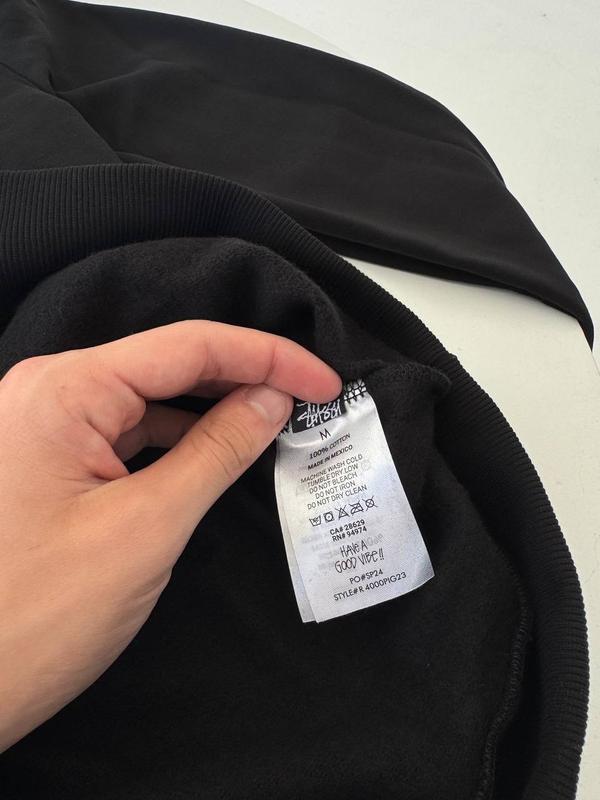 STÜSSY
M
100% COTTON
MADE IN MEXICO
MACHINE WASH COLD
TUMBLE DRY LOW
DO NOT BLEACH
DO NOT IRON
DO NOT DRY CLEAN
CA# 28629
RN# 94974
HAVE A
GOOD VIBE!!
PO#SP24
STYLE#R 4000PIG23